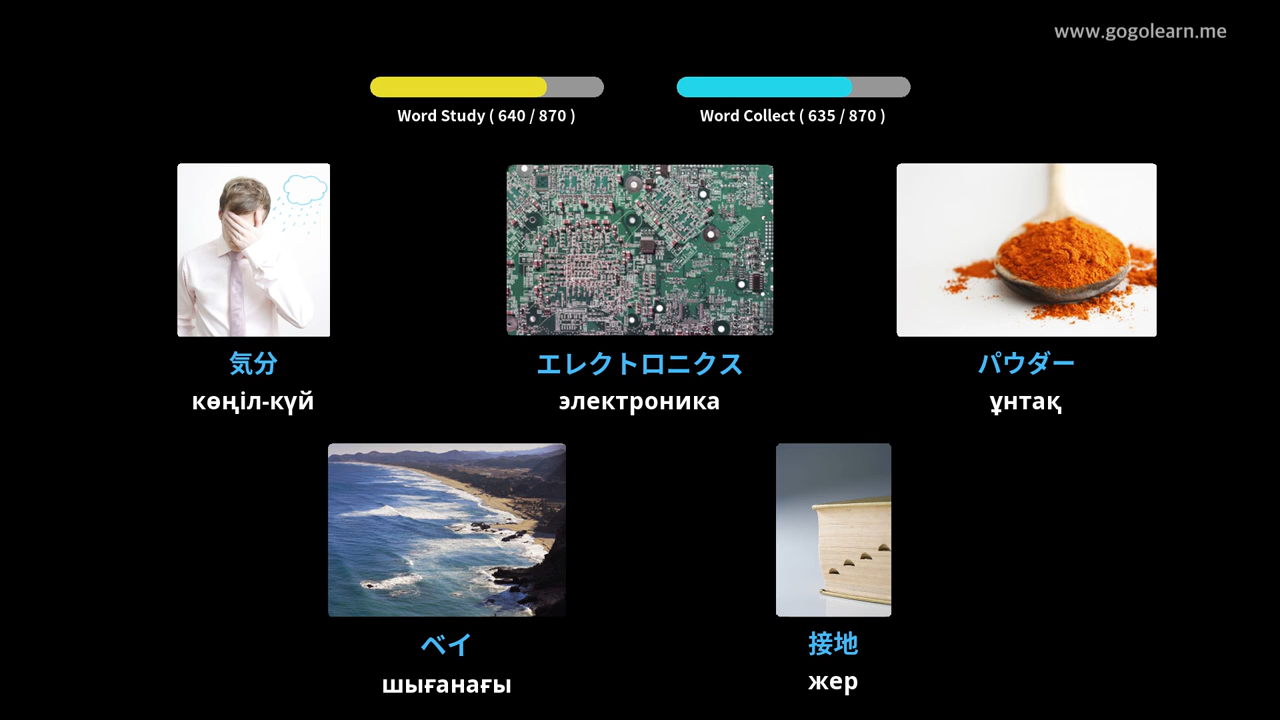 www.gogolearn.me
Word Study ( 640 / 870 )
Word Collect ( 635 / 870 )
気分
көңіл-күй
エレクトロニクス
электроника
パウダー
ұнтақ
ベイ
шығанағы
接地
жер